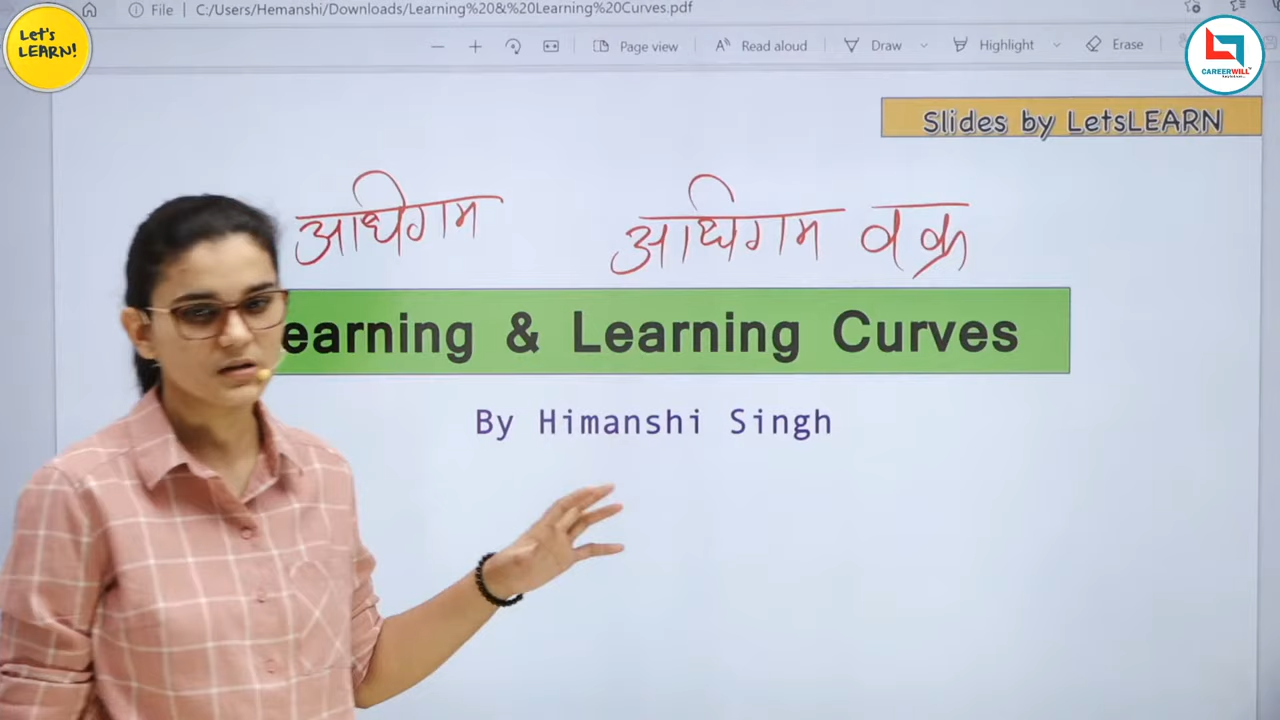 Let's
LEARN!
File | C:/Users/Hemanshi/Downloads/Learning%20&%20Learning%20Curves.pdf
Page view
Read aloud
Draw
Highlight
Erase
CAREERWILL
Slides by LetsLEARN
अधिगम अधिगम वक्र
earning & Learning Curves
By Himanshi Singh